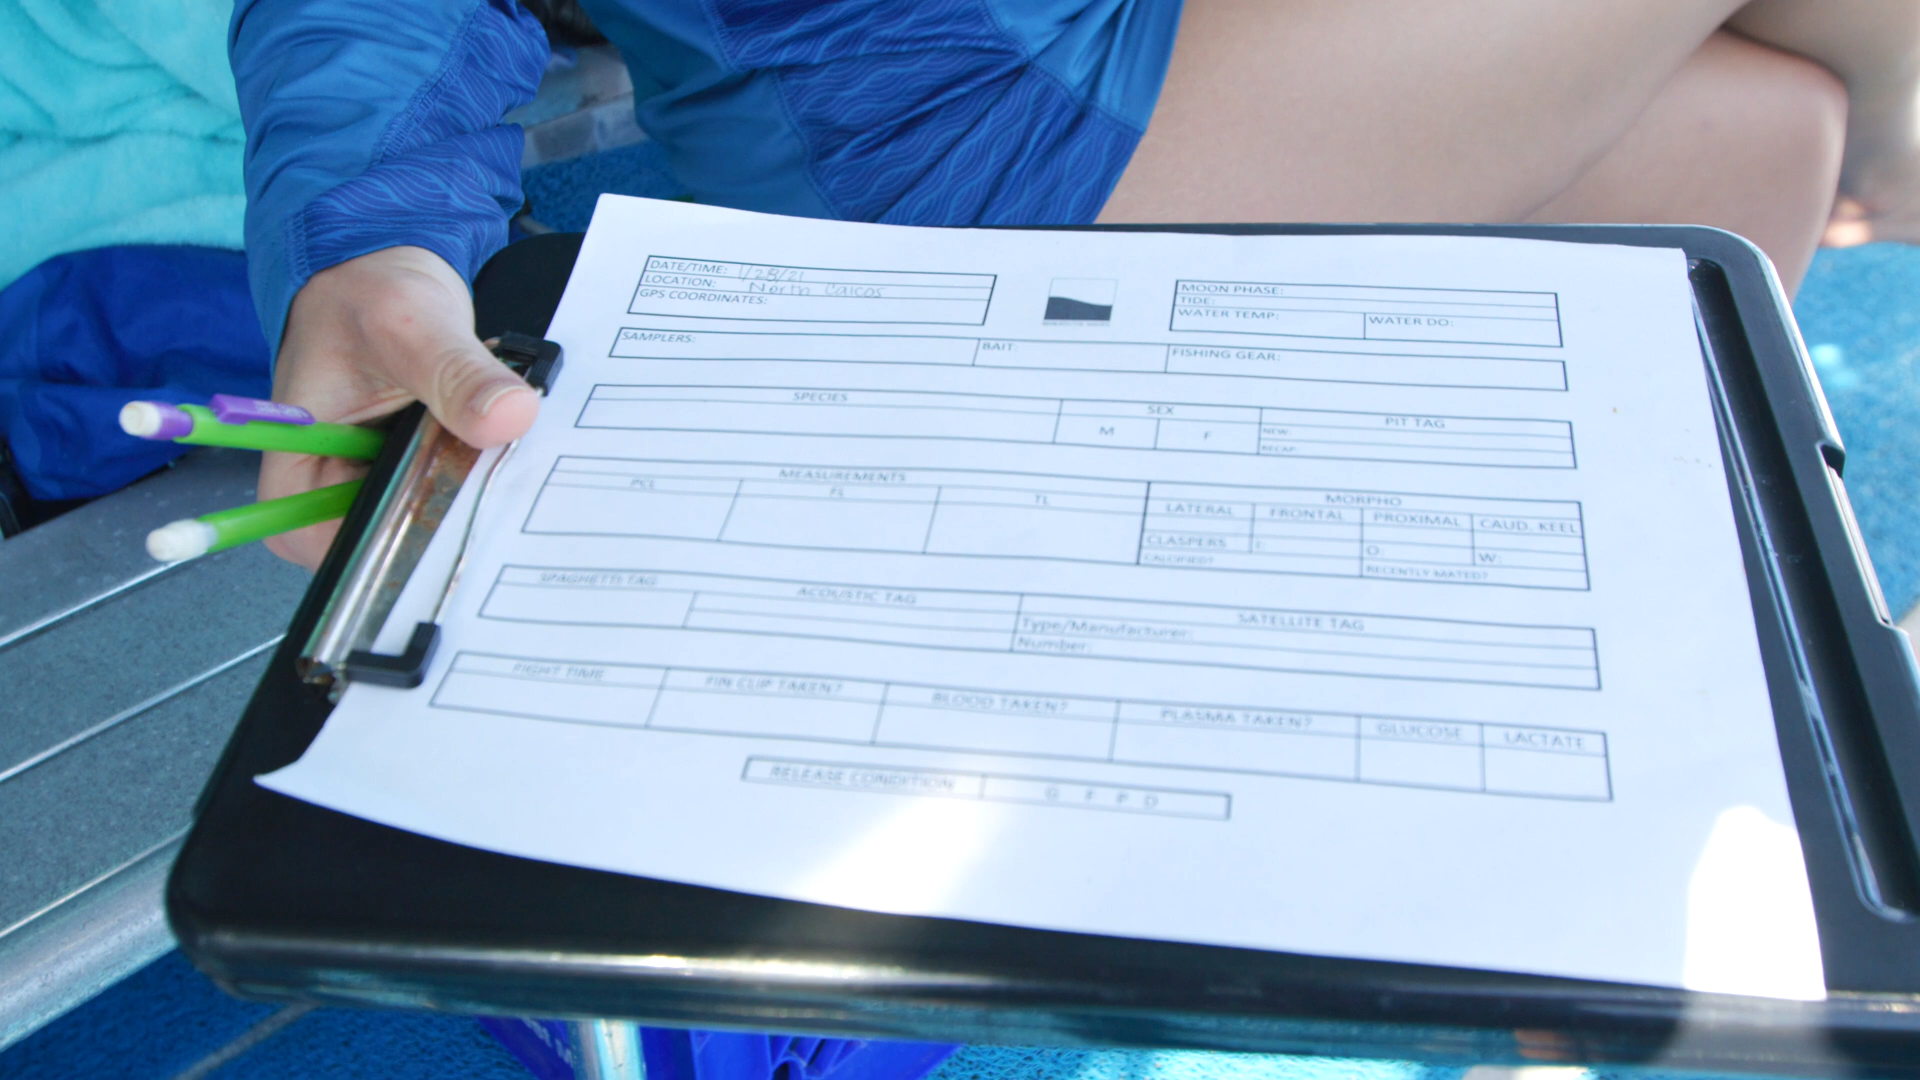 DATE/TIME: 1/28/21
LOCATION: North Caicos
GPS COORDINATES:
MOON PHASE:
TIDE:
WATER TEMP: WATER DO:
SAMPLERS: BAIT: FISHING GEAR:
SPECIES SEX PIT TAG
M F NEW:
RECAP:
MEASUREMENTS MORPHO
PCL FL TL LATERAL FRONTAL PROXIMAL CAUD. KEEL
CLASPERS I: O: W:
CALCIFIED? RECENTLY MATED?
SPAGHETTI TAG ACOUSTIC TAG SATELLITE TAG
Type/Manufacturer:
Number:
FIGHT TIME FIN CLIP TAKEN? BLOOD TAKEN? PLASMA TAKEN? GLUCOSE LACTATE
RELEASE CONDITION G F P D